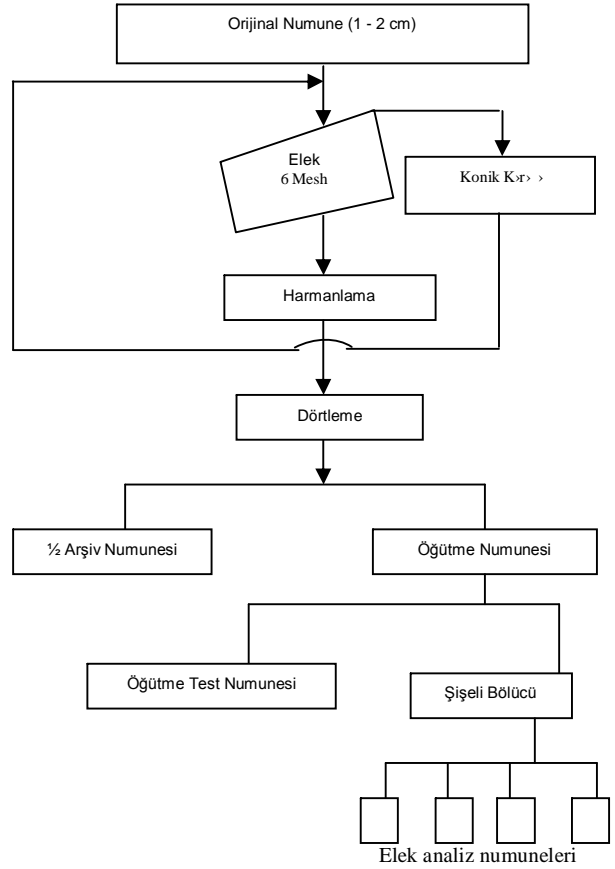 Orijinal Numune (1 - 2 cm)
Elek
6 Mesh
Konik K›r› ›
Harmanlama
Dörtleme
½ Arşiv Numunesi
Öğütme Numunesi
Öğütme Test Numunesi
Şişeli Bölücü
Elek analiz numuneleri